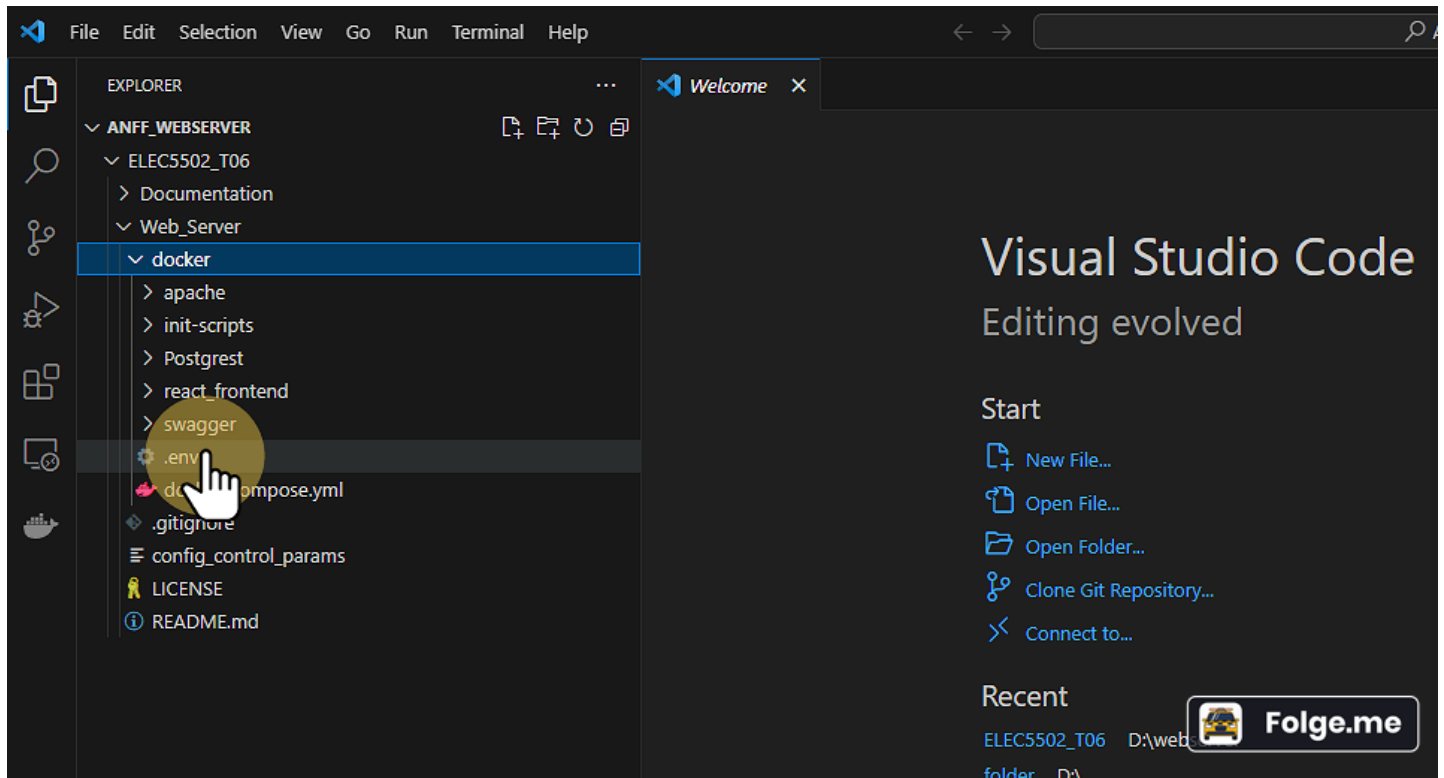 File Edit Selection View Go Run Terminal Help
EXPLORER
Welcome
ANFF_WEBSERVER
ELEC5502_T06
Documentation
Web_Server
docker
apache
init-scripts
Postgrest
react_frontend
swagger
.env
.gitignore
config_control_params
LICENSE
README.md
Visual Studio Code
Editing evolved
Start
New File...
Open File...
Open Folder...
Clone Git Repository...
Connect to...
Recent
ELEC5502_T06
folder D:\
Folge.me